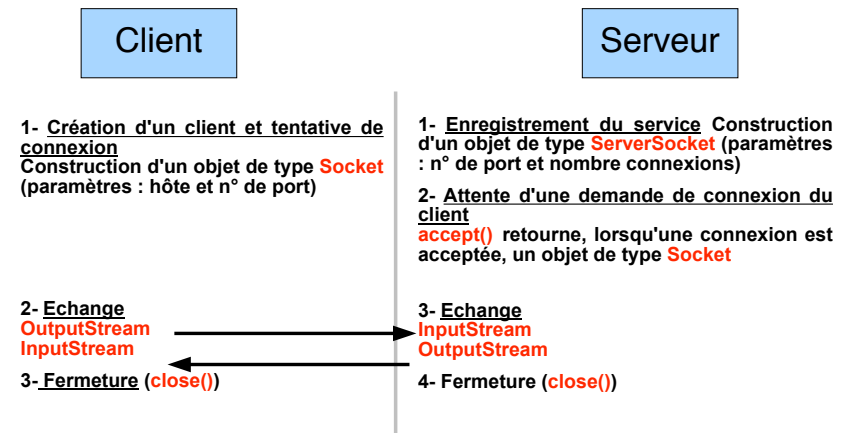 Client
Serveur
1- Création d'un client et tentative de
connexion
Construction d'un objet de type Socket
(paramètres : hôte et n° de port)
2- Echange
OutputStream
InputStream
3- Fermeture (close())
1- Enregistrement du service Construction
d'un objet de type ServerSocket (paramètres
: n° de port et nombre connexions)
2- Attente d'une demande de connexion du
client
accept() retourne, lorsqu'une connexion est
acceptée, un objet de type Socket
3- Echange
InputStream
OutputStream
4- Fermeture (close())